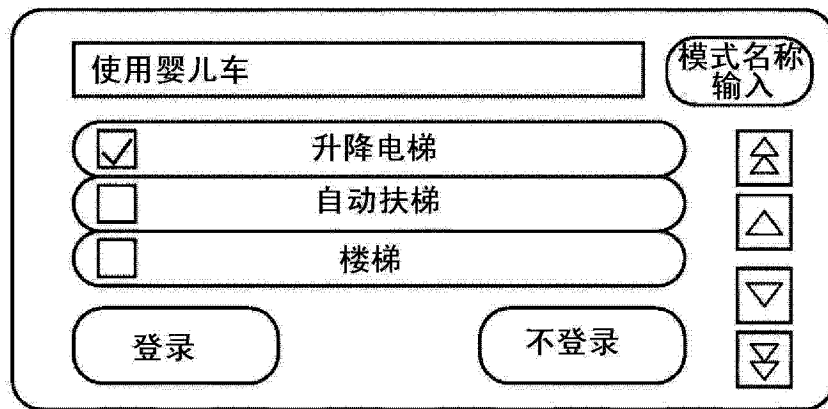 使用婴儿车
模式名称
输入
升降电梯
自动扶梯
楼梯
登录
不登录